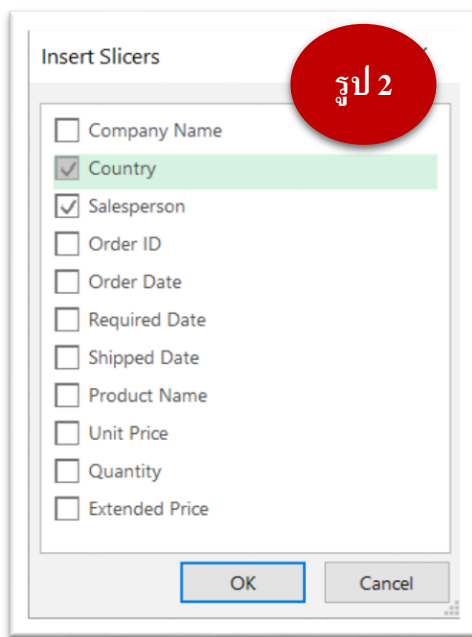 Insert Slicers
รูป 2
Company Name
Country
Salesperson
Order ID
Order Date
Required Date
Shipped Date
Product Name
Unit Price
Quantity
Extended Price
OK
Cancel